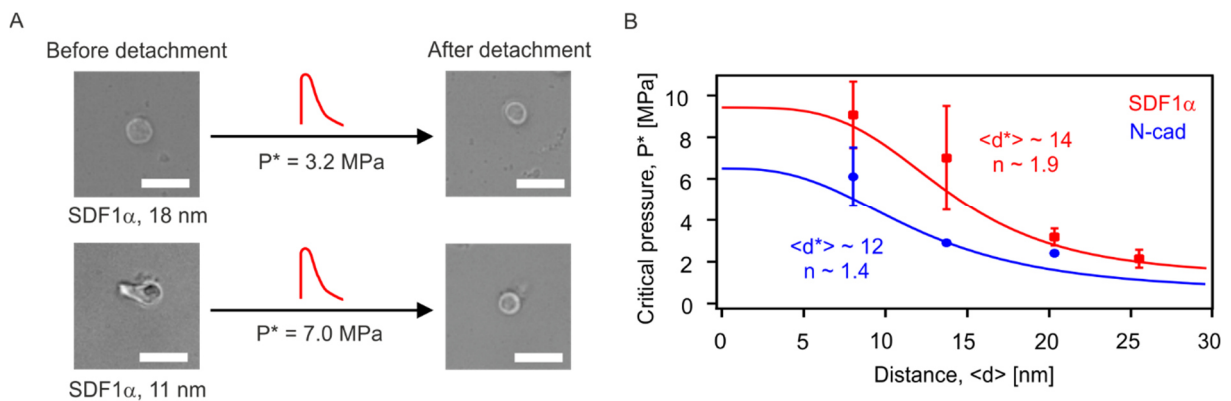 A
Before detachment
After detachment
P* = 3.2 MPa
SDF1α, 18 nm
P* = 7.0 MPa
SDF1α, 11 nm
B
Critical pressure, P* [MPa]
10
8
6
4
2
0
SDF1α
N-cad
<d*> ~ 14
n ~ 1.9
<d*> ~ 12
n ~ 1.4
0 5 10 15 20 25 30
Distance, <d> [nm]